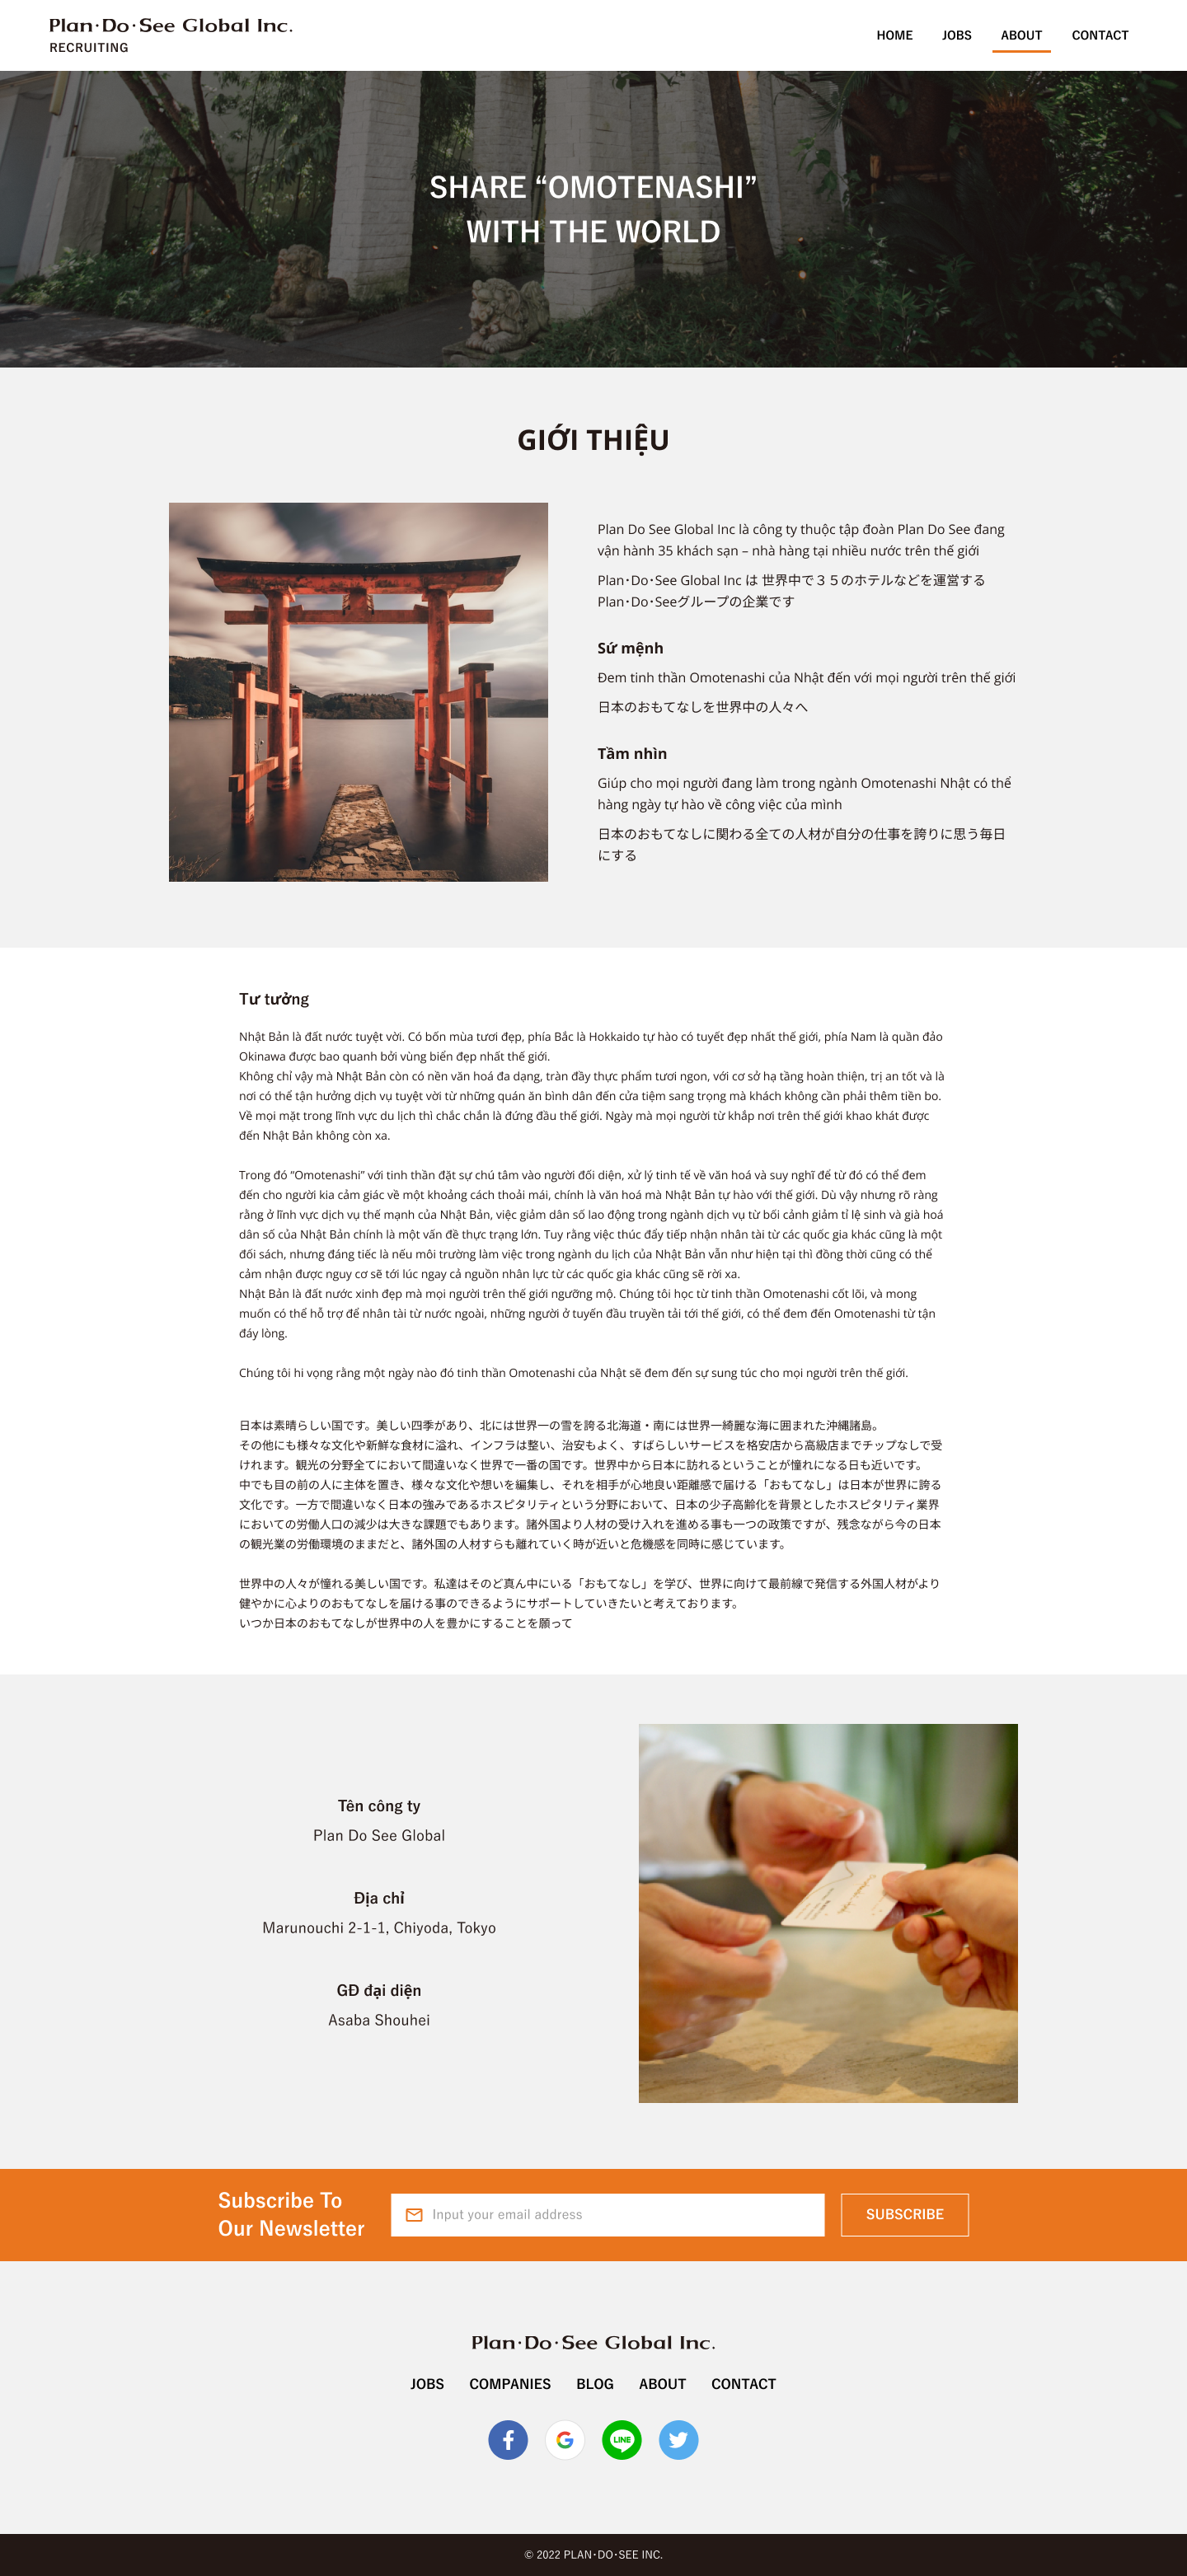 Plan･Do･See Global Inc.
RECRUITING
HOME JOBS ABOUT CONTACT
SHARE “OMOTENASHI”
WITH THE WORLD
GIỚI THIỆU
Plan Do See Global Inc là công ty thuộc tập đoàn Plan Do See đang
vận hành 35 khách sạn – nhà hàng tại nhiều nước trên thế giới
Plan･Do･See Global Inc は 世界中で３５のホテルなどを運営する
Plan･Do･Seeグループの企業です
Sứ mệnh
Đem tinh thần Omotenashi của Nhật đến với mọi người trên thế giới
日本のおもてなしを世界中の人々へ
Tầm nhìn
Giúp cho mọi người đang làm trong ngành Omotenashi Nhật có thể
hàng ngày tự hào về công việc của mình
日本のおもてなしに関わる全ての人材が自分の仕事を誇りに思う毎日
にする
Tư tưởng
Nhật Bản là đất nước tuyệt vời. Có bốn mùa tươi đẹp, phía Bắc là Hokkaido tự hào có tuyết đẹp nhất thế giới, phía Nam là quần đảo
Okinawa được bao quanh bởi vùng biển đẹp nhất thế giới.
Không chỉ vậy mà Nhật Bản còn có nền văn hoá đa dạng, tràn đầy thực phẩm tươi ngon, với cơ sở hạ tầng hoàn thiện, trị an tốt và là
nơi có thể tận hưởng dịch vụ tuyệt vời từ những quán ăn bình dân đến cửa tiệm sang trọng mà khách không cần phải thêm tiền bo.
Về mọi mặt trong lĩnh vực du lịch thì chắc chắn là đứng đầu thế giới. Ngày mà mọi người từ khắp nơi trên thế giới khao khát được
đến Nhật Bản không còn xa.
Trong đó “Omotenashi” với tinh thần đặt sự chú tâm vào người đối diện, xử lý tinh tế về văn hoá và suy nghĩ để từ đó có thể đem
đến cho người kia cảm giác về một khoảng cách thoải mái, chính là văn hoá mà Nhật Bản tự hào với thế giới. Dù vậy nhưng rõ ràng
rằng ở lĩnh vực dịch vụ thế mạnh của Nhật Bản, việc giảm dân số lao động trong ngành dịch vụ từ bối cảnh giảm tỉ lệ sinh và già hoá
dân số của Nhật Bản chính là một vấn đề thực trạng lớn. Tuy rằng việc thúc đẩy tiếp nhận nhân tài từ các quốc gia khác cũng là một
đối sách, nhưng đáng tiếc là nếu môi trường làm việc trong ngành du lịch của Nhật Bản vẫn như hiện tại thì đồng thời cũng có thể
cảm nhận được nguy cơ sẽ tới lúc ngay cả nguồn nhân lực từ các quốc gia khác cũng sẽ rời xa.
Nhật Bản là đất nước xinh đẹp mà mọi người trên thế giới ngưỡng mộ. Chúng tôi học từ tinh thần Omotenashi cốt lõi, và mong
muốn có thể hỗ trợ để nhân tài từ nước ngoài, những người ở tuyến đầu truyền tải tới thế giới, có thể đem đến Omotenashi từ tận
đáy lòng.
Chúng tôi hi vọng rằng một ngày nào đó tinh thần Omotenashi của Nhật sẽ đem đến sự sung túc cho mọi người trên thế giới.
日本は素晴らしい国です。美しい四季があり、北には世界一の雪を誇る北海道・南には世界一綺麗な海に囲まれた沖縄諸島。
その他にも様々な文化や新鮮な食材に溢れ、インフラは整い、治安もよく、すばらしいサービスを格安店から高級店までチップなしで受
けれます。観光の分野全てにおいて間違いなく世界で一番の国です。世界中から日本に訪れるということが憧れになる日も近いです。
中でも目の前の人に主体を置き、様々な文化や想いを編集し、それを相手が心地良い距離感で届ける「おもてなし」は日本が世界に誇る
文化です。一方で間違いなく日本の強みであるホスピタリティという分野において、日本の少子高齢化を背景としたホスピタリティ業界
においての労働人口の減少は大きな課題でもあります。諸外国より人材の受け入れを進める事も一つの政策ですが、残念ながら今の日本
の観光業の労働環境のままだと、諸外国の人材すらも離れていく時が近いと危機感を同時に感じています。
世界中の人々が憧れる美しい国です。私達はそのど真ん中にいる「おもてなし」を学び、世界に向けて最前線で発信する外国人材がより
健やかに心よりのおもてなしを届ける事のできるようにサポートしていきたいと考えております。
いつか日本のおもてなしが世界中の人を豊かにすることを願って
Tên công ty
Plan Do See Global
Địa chỉ
Marunouchi 2-1-1, Chiyoda, Tokyo
GĐ đại diện
Asaba Shouhei
Subscribe To
Our Newsletter
Input your email address
SUBSCRIBE
Plan･Do･See Global Inc.
JOBS COMPANIES BLOG ABOUT CONTACT
LINE
© 2022 PLAN･DO･SEE INC.